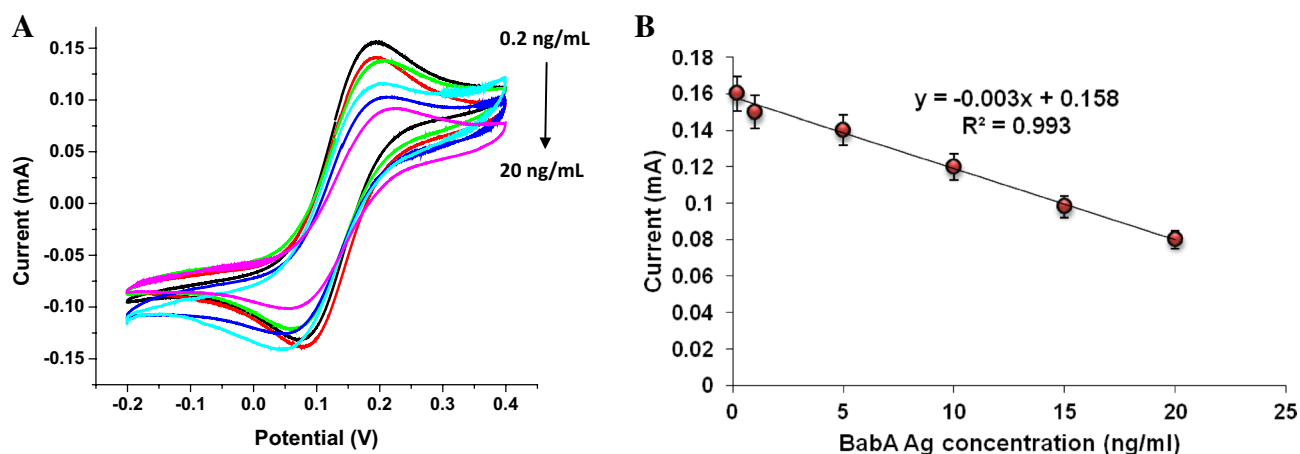 A
0.2 ng/mL
20 ng/mL
0.15
0.10
0.05
0.00
-0.05
-0.10
-0.15
Current (mA)
-0.2 -0.1 0.0 0.1 0.2 0.3 0.4
Potential (V)
B
y = -0.003x + 0.158
R² = 0.993
0.18
0.16
0.14
0.12
0.1
0.08
0.06
0.04
0.02
0
Current (mA)
0 5 10 15 20 25
BabA Ag concentration (ng/ml)